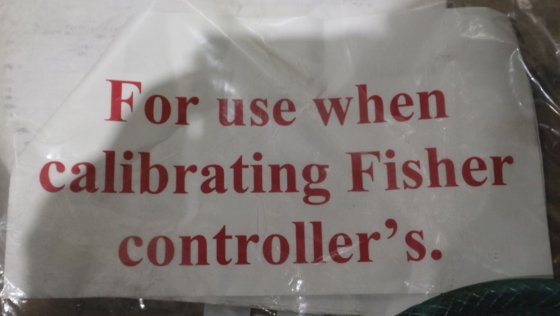 For use when
calibrating Fisher
controller's.